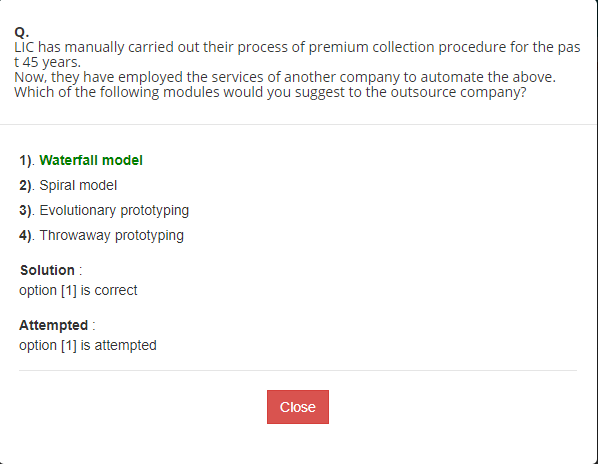 Q.
LIC has manually carried out their process of premium collection procedure for the pas
t 45 years.
Now, they have employed the services of another company to automate the above.
Which of the following modules would you suggest to the outsource company?
1). Waterfall model
2). Spiral model
3). Evolutionary prototyping
4). Throwaway prototyping
Solution :
option [1] is correct
Attempted :
option [1] is attempted
Close